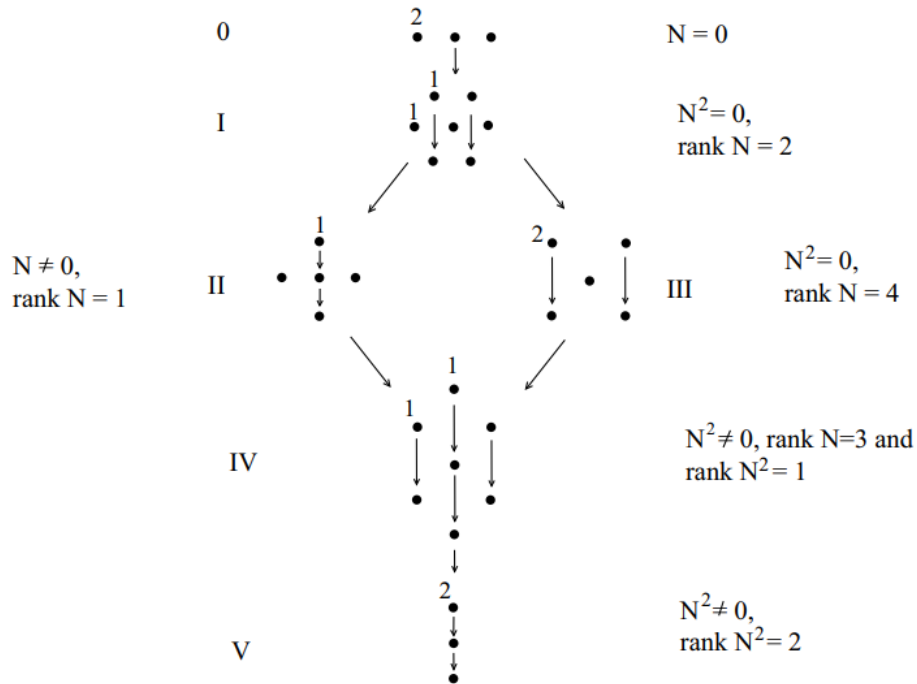 0
2
N = 0
1
I
1
N² = 0,
rank N = 2
N ≠ 0,
rank N = 1
II
1
2
III
N² = 0,
rank N = 4
1
1
IV
N² ≠ 0, rank N=3 and
rank N² = 1
2
V
N² ≠ 0,
rank N² = 2